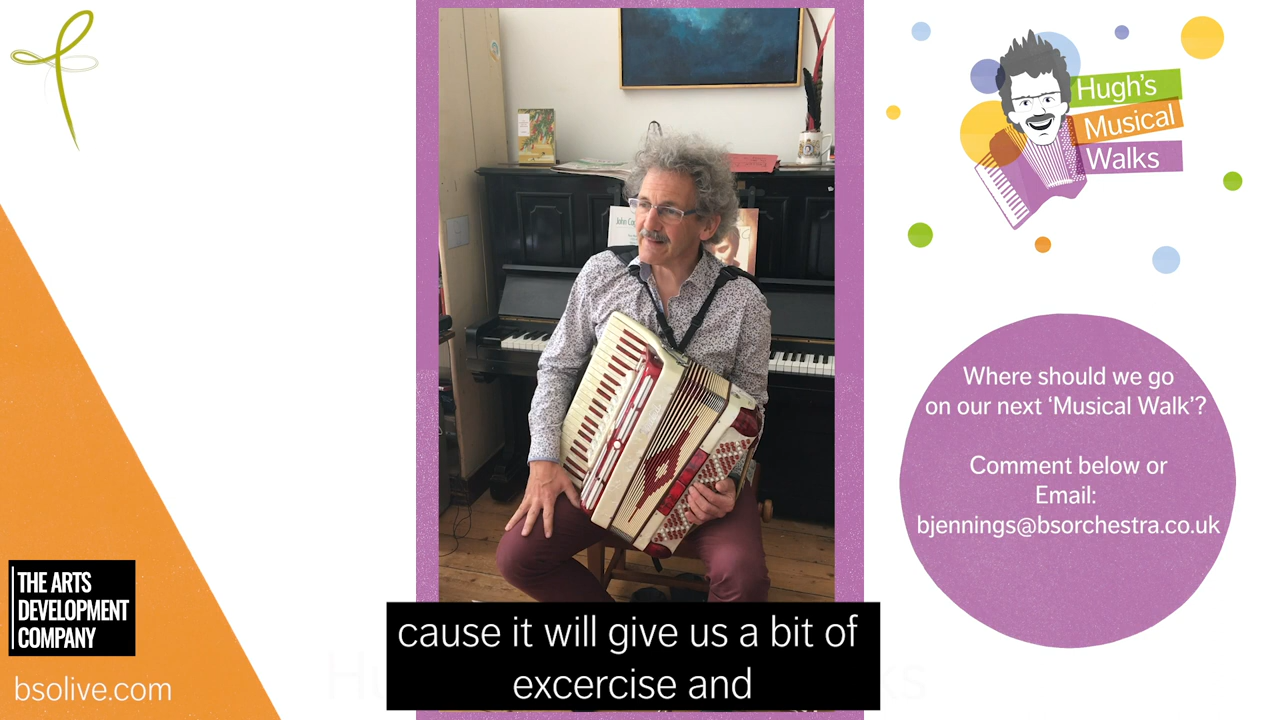 Hugh's
Musical
Walks
John
Where should we go
on our next ‘Musical Walk’?
Comment below or
Email:
bjennings@bsorchestra.co.uk
THE ARTS
DEVELOPMENT
COMPANY
bsolive.com
cause it will give us a bit of
excercise and